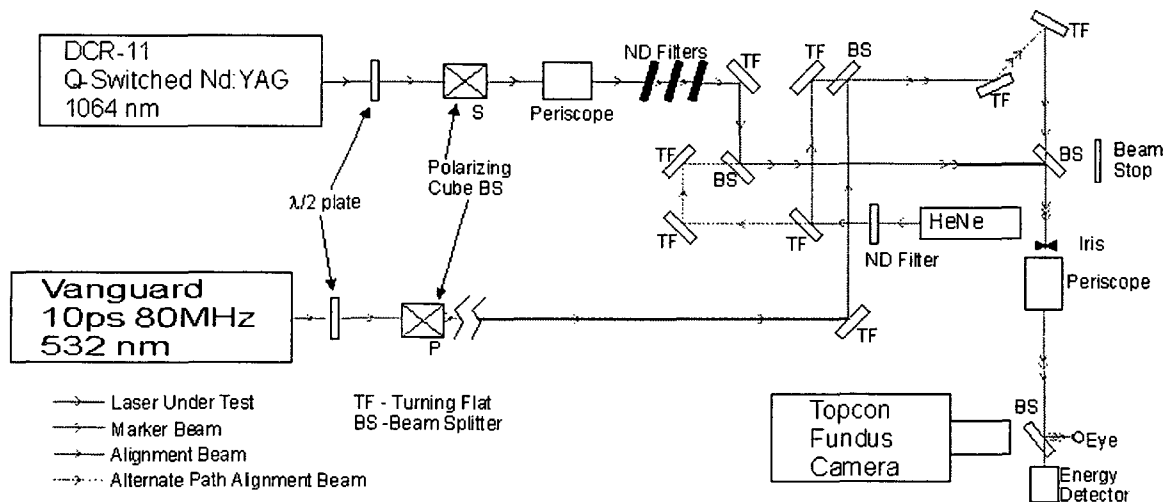 DCR-11
Q-Switched Nd:YAG
1064 nm
S
Periscope
ND Filters
TF
TF
BS
TF
TF
TF
BS
BS
Beam
Stop
Polarizing
Cube BS
λ/2 plate
TF
TF
HeNe
ND Filter
Iris
Periscope
Vanguard
10ps 80MHz
532 nm
P
TF
Laser Under Test
Marker Beam
Alignment Beam
Alternate Path Alignment Beam
TF - Turning Flat
BS -Beam Splitter
Topcon
Fundus
Camera
BS
Eye
Energy
Detector